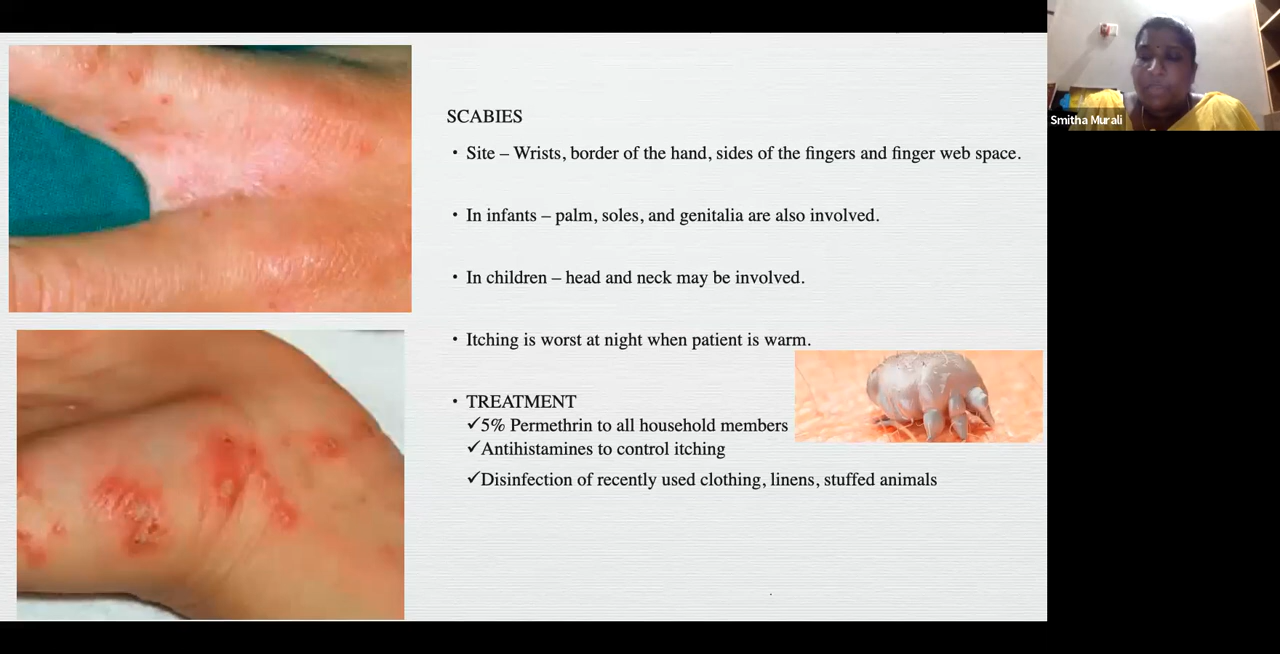 SCABIES
• Site – Wrists, border of the hand, sides of the fingers and finger web space.
• In infants – palm, soles, and genitalia are also involved.
• In children – head and neck may be involved.
• Itching is worst at night when patient is warm.
• TREATMENT
✓5% Permethrin to all household members
✓Antihistamines to control itching
✓Disinfection of recently used clothing, linens, stuffed animals
Smitha Murali